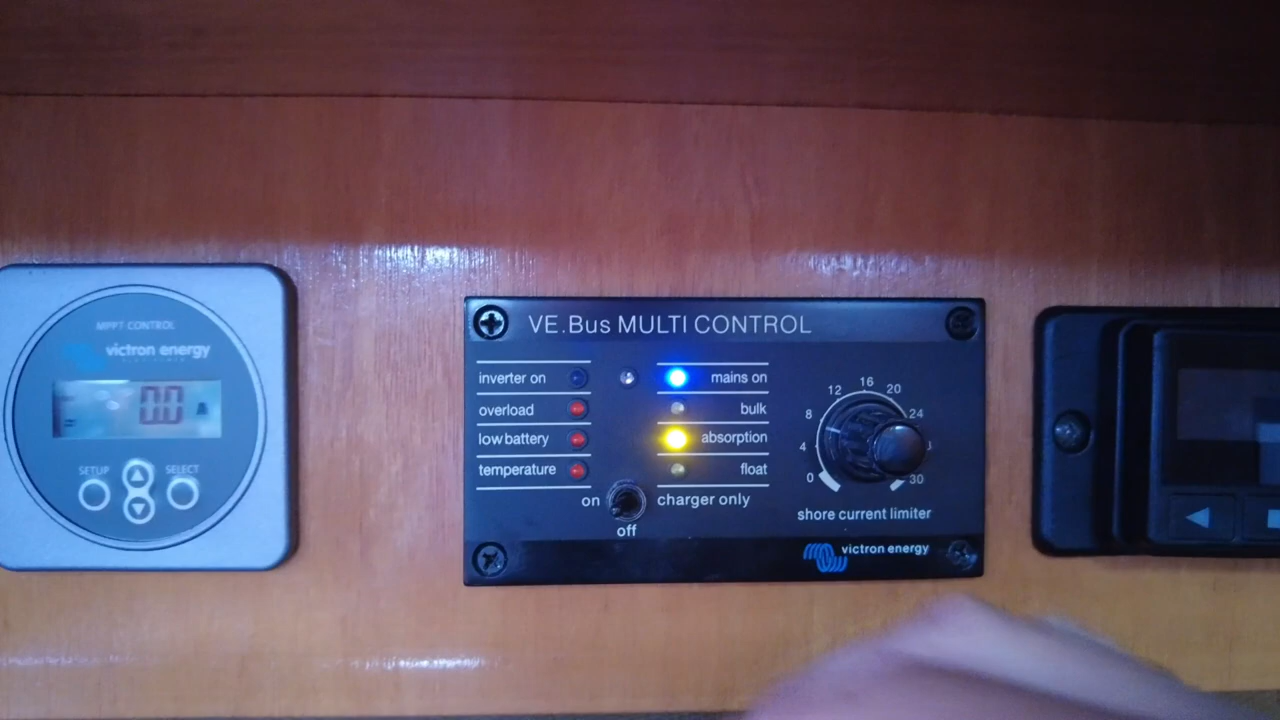 MPPT CONTROL
victron energy
0.0
SETUP
SELECT
VE.Bus MULTI CONTROL
inverter on
mains on
overload
bulk
low battery
absorption
temperature
float
on
charger only
off
0
4
8
12
16
20
24
30
shore current limiter
victron energy